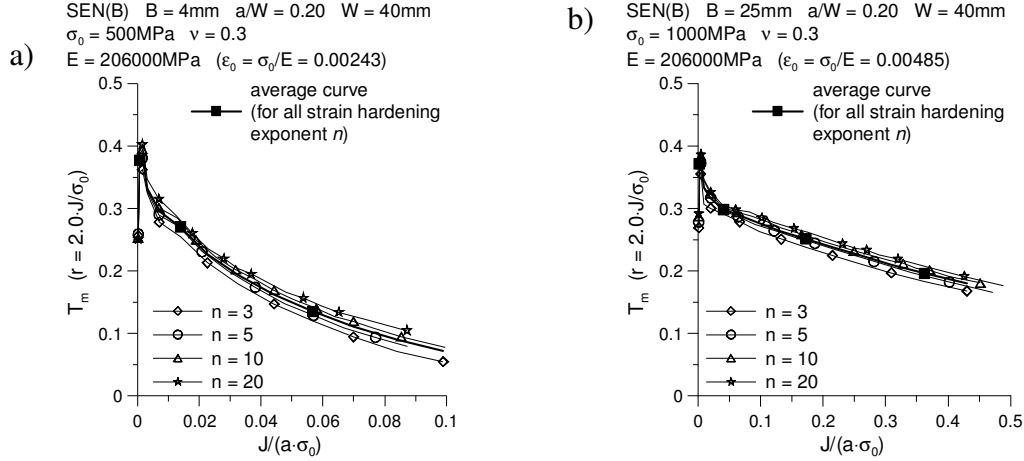 a)
SEN(B) B = 4mm a/W = 0.20 W = 40mm
σ₀ = 500MPa ν = 0.3
E = 206000MPa (ε₀ = σ₀/E = 0.00243)
average curve
(for all strain hardening
exponent n)
T_m (r = 2.0·J/σ₀)
0.5
0.4
0.3
0.2
0.1
0
n = 3
n = 5
n = 10
n = 20
0 0.02 0.04 0.06 0.08 0.1
J/(a·σ₀)
b)
SEN(B) B = 25mm a/W = 0.20 W = 40mm
σ₀ = 1000MPa ν = 0.3
E = 206000MPa (ε₀ = σ₀/E = 0.00485)
average curve
(for all strain hardening
exponent n)
T_m (r = 2.0·J/σ₀)
0.5
0.4
0.3
0.2
0.1
0
n = 3
n = 5
n = 10
n = 20
0 0.1 0.2 0.3 0.4 0.5
J/(a·σ₀)